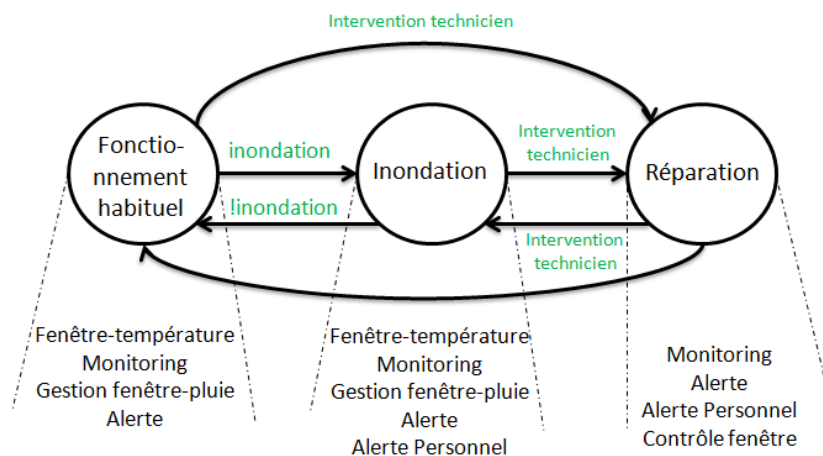 Intervention technicien
Fonctio-
nnement
habituel
inondation
!inondation
Inondation
Intervention
technicien
Intervention
technicien
Réparation
Fenêtre-température
Monitoring
Gestion fenêtre-pluie
Alerte
Fenêtre-température
Monitoring
Gestion fenêtre-pluie
Alerte
Alerte Personnel
Monitoring
Alerte
Alerte Personnel
Contrôle fenêtre